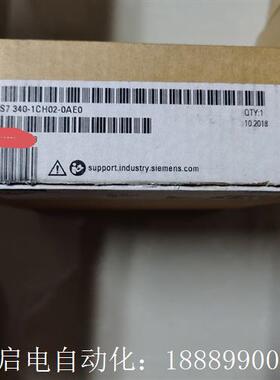 S7 340-1CH02-0AE0
QTY:1
10.2018
support.industry.siemens.com
启电自动化：18889900